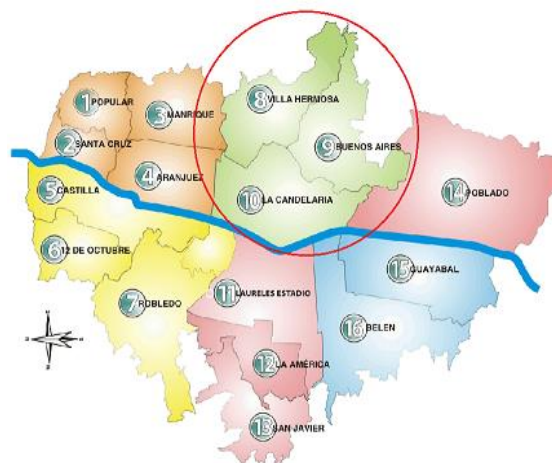 1 POPULAR
2 SANTA CRUZ
3 MANRIQUE
4 ARANJUEZ
5 CASTILLA
6 12 DE OCTUBRE
7 ROBLEDO
8 VILLA HERMOSA
9 BUENOS AIRES
10 LA CANDELARIA
11 LAURELES ESTADIO
12 LA AMÉRICA
13 SAN JAVIER
14 POBLADO
15 GUAYABAL
16 BELEN